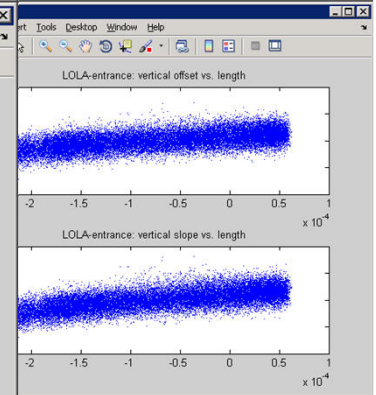 ert Tools Desktop Window Help
LOLA-entrance: vertical offset vs. length
-2 -1.5 -1 -0.5 0 0.5 1
x 10-4
LOLA-entrance: vertical slope vs. length
-2 -1.5 -1 -0.5 0 0.5 1
x 10-4